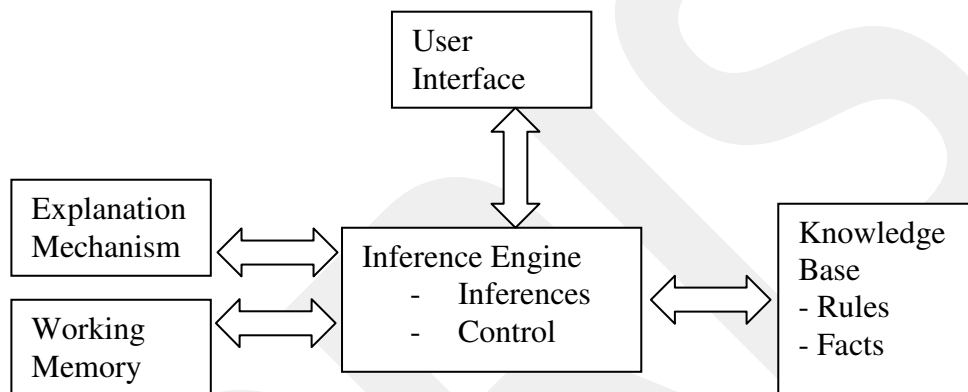 User
Interface
Explanation
Mechanism
Working
Memory
Inference Engine
- Inferences
- Control
Knowledge
Base
- Rules
- Facts